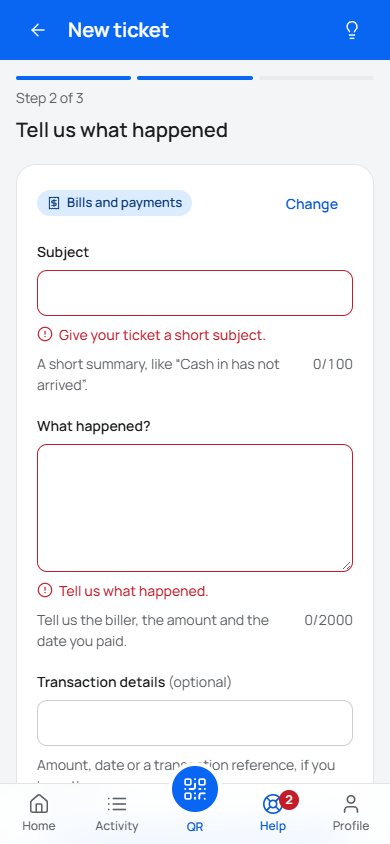 New ticket
Step 2 of 3
Tell us what happened
Bills and payments
Change
Subject
Give your ticket a short subject.
A short summary, like “Cash in has not
arrived”.
0/100
What happened?
Tell us what happened.
Tell us the biller, the amount and the
date you paid.
0/2000
Transaction details (optional)
Amount, date or a transaction reference, if you
Home
Activity
QR
2
Help
Profile